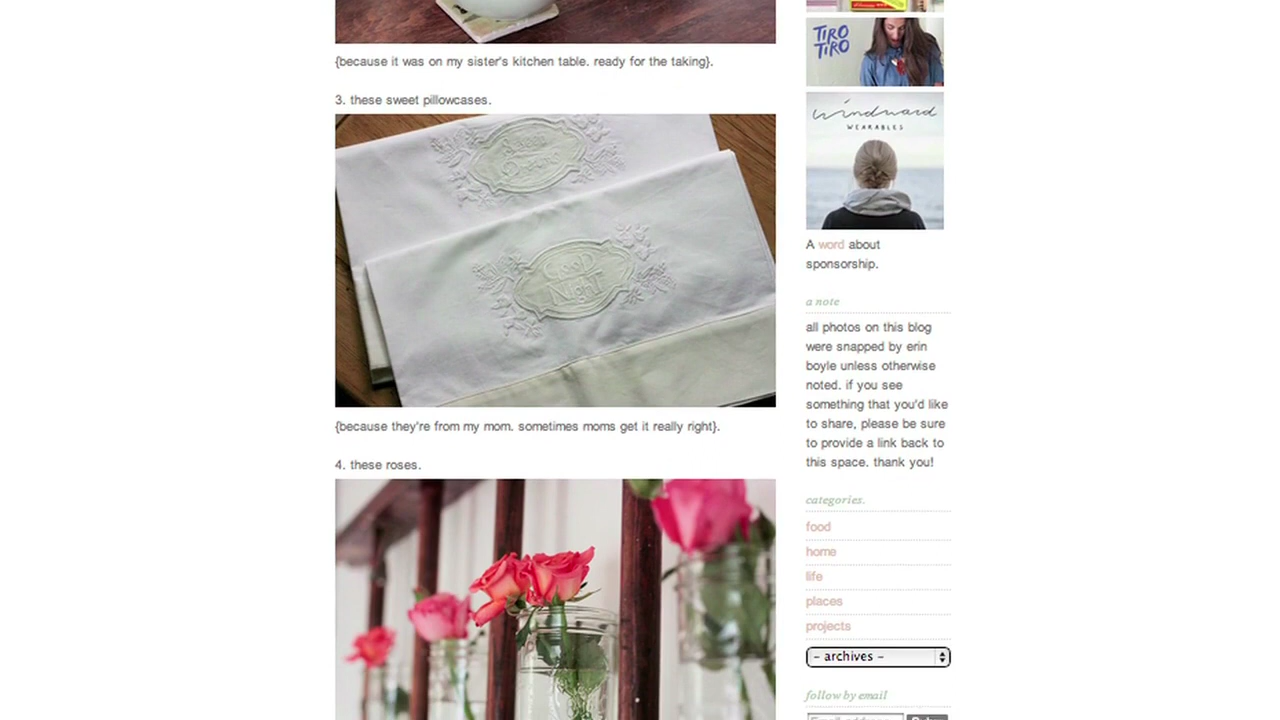 {because it was on my sister's kitchen table. ready for the taking}.
3. these sweet pillowcases.
GOOD
NIGHT
{because they're from my mom. sometimes moms get it really right}.
4. these roses.
TIRO
TIRO
windward
WEARABLES
A word about
sponsorship.
a note
all photos on this blog
were snapped by erin
boyle unless otherwise
noted. if you see
something that you'd like
to share, please be sure
to provide a link back to
this space. thank you!
categories.
food
home
life
places
projects
- archives -
follow by email